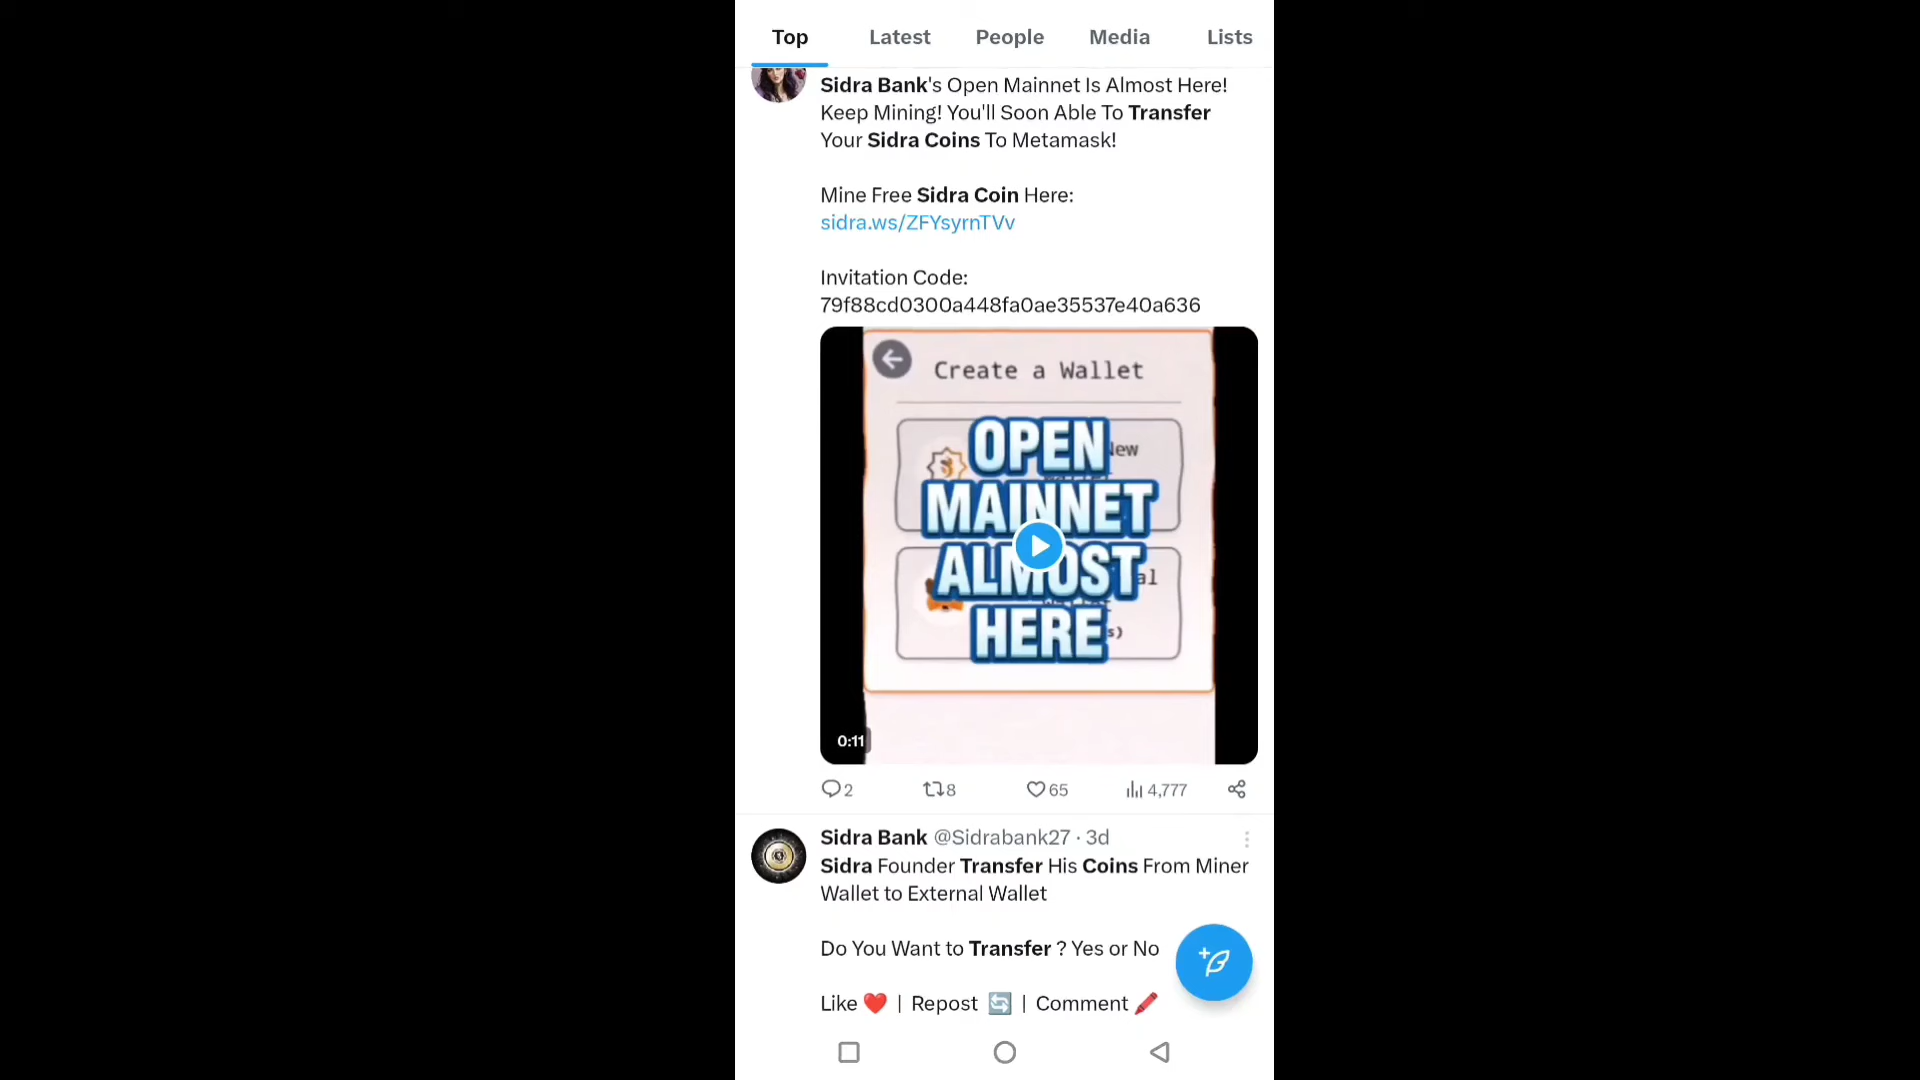 Top Latest People Media Lists
Sidra Bank's Open Mainnet Is Almost Here!
Keep Mining! You'll Soon Able To Transfer
Your Sidra Coins To Metamask!
Mine Free Sidra Coin Here:
sidra.ws/ZFYsyrnTVv
Invitation Code:
79f88cd0300a448fa0ae35537e40a636
Create a Wallet
New
OPEN
MAINNET
ALMOST
HERE
0:11
2 8 65 4,777
Sidra Bank @Sidrabank27 · 3d
Sidra Founder Transfer His Coins From Miner
Wallet to External Wallet
Do You Want to Transfer ? Yes or No
Like ❤️ | Repost 🔄 | Comment 🖍️